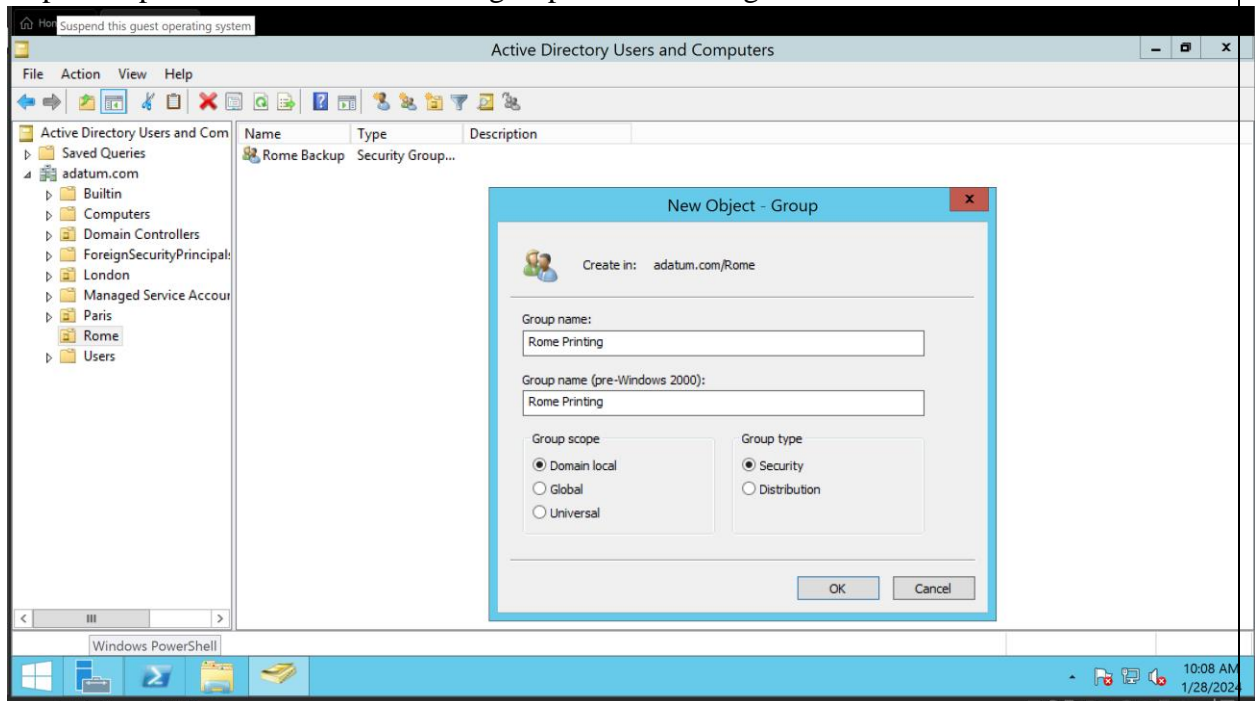 Suspend this guest operating system
Active Directory Users and Computers
File Action View Help
Active Directory Users and Com
Name Type Description
Saved Queries
Rome Backup Security Group...
adatum.com
Builtin
Computers
Domain Controllers
ForeignSecurityPrincipals
London
Managed Service Accour
Paris
Rome
Users
New Object - Group
Create in: adatum.com/Rome
Group name:
Rome Printing
Group name (pre-Windows 2000):
Rome Printing
Group scope
Domain local
Global
Universal
Group type
Security
Distribution
OK Cancel
Windows PowerShell
10:08 AM
1/28/2024